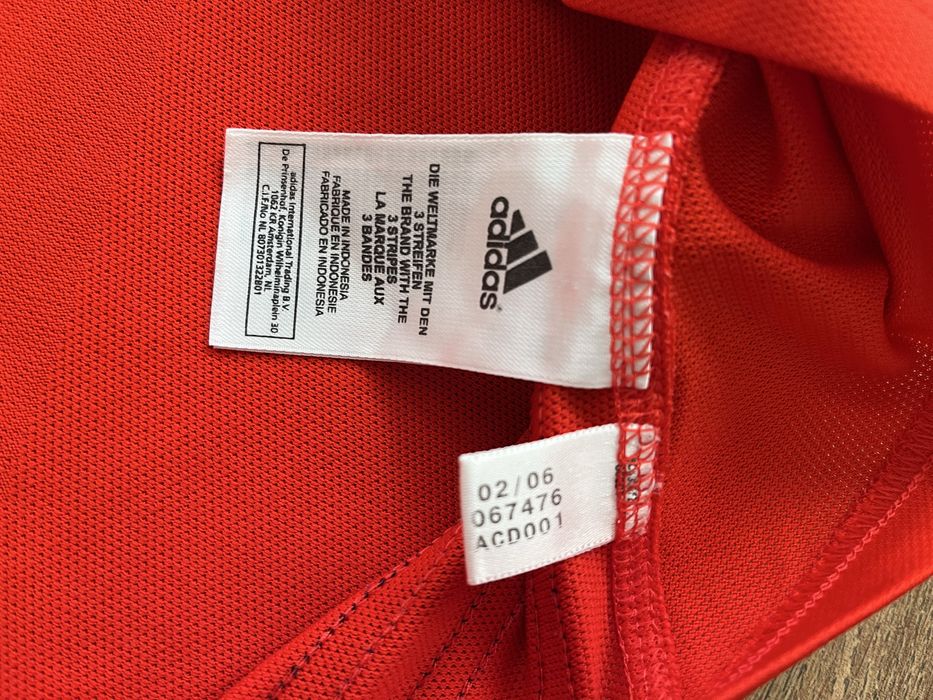 adidas
DIE WELTMARKE MIT DEN
3 STREIFEN
THE BRAND WITH THE
3 STRIPES
LA MARQUE AUX
3 BANDES
MADE IN INDONESIA
FABRIQUE EN INDONESIE
FABRICADO EN INDONESIA
adidas International Trading B.V.
De Prinsenhof, Konigin Wilheiminaplein 30
1062 KR Amsterdam, NL
C.I.F./No NL 807301322B01
02/06
067476
ACD001